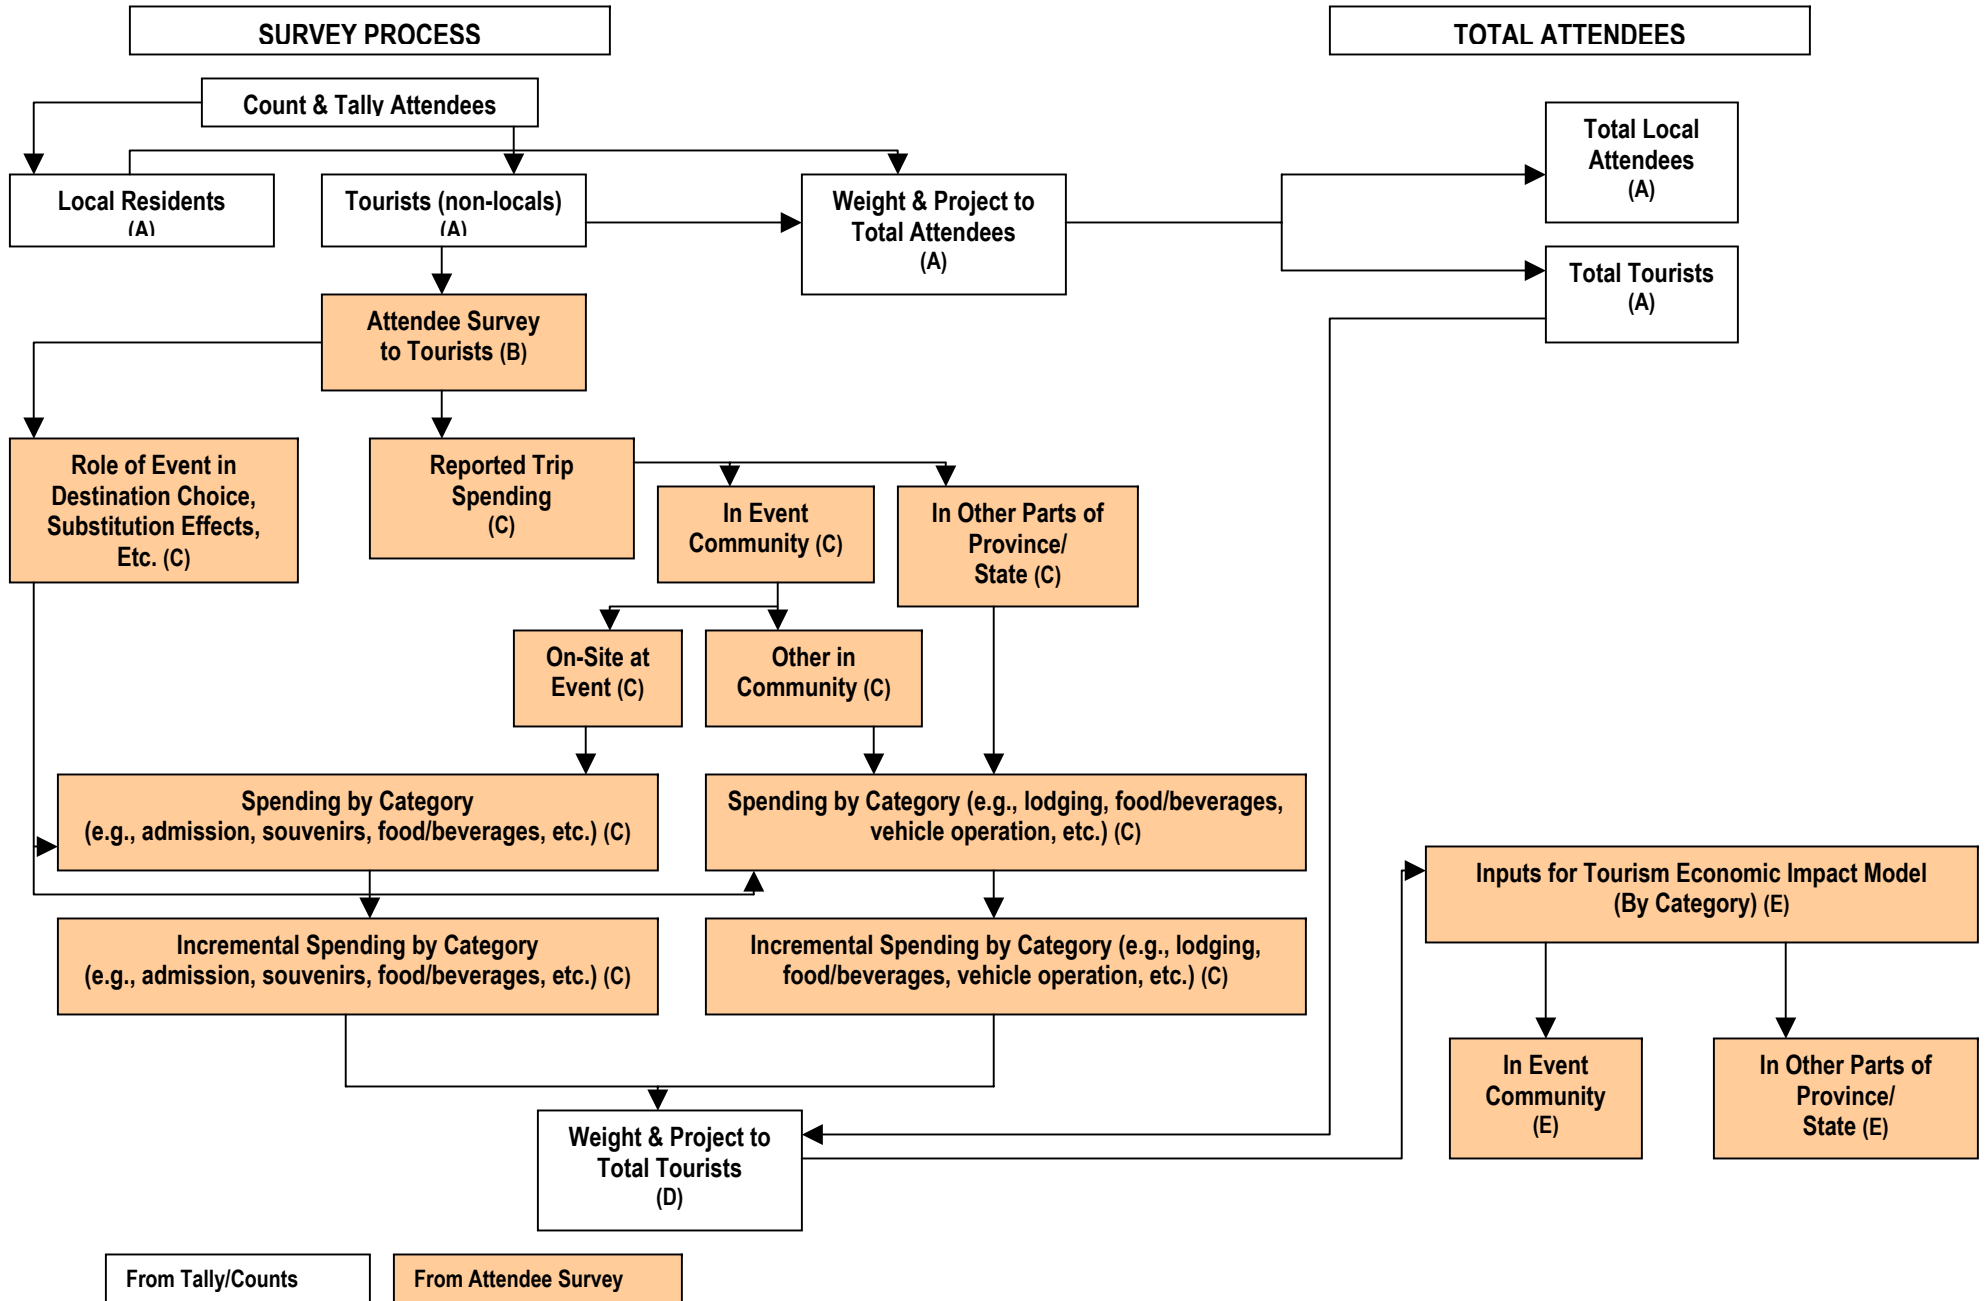 SURVEY PROCESS
TOTAL ATTENDEES
Count & Tally Attendees
Total Local
Attendees
(A)
Local Residents
(A)
Tourists (non-locals)
(A)
Weight & Project to
Total Attendees
(A)
Total Tourists
(A)
Attendee Survey
to Tourists (B)
Role of Event in
Destination Choice,
Substitution Effects,
Etc. (C)
Reported Trip
Spending
(C)
In Event
Community (C)
In Other Parts of
Province/
State (C)
On-Site at
Event (C)
Other in
Community (C)
Spending by Category
(e.g., admission, souvenirs, food/beverages, etc.) (C)
Spending by Category (e.g., lodging, food/beverages,
vehicle operation, etc.) (C)
Inputs for Tourism Economic Impact Model
(By Category) (E)
Incremental Spending by Category
(e.g., admission, souvenirs, food/beverages, etc.) (C)
Incremental Spending by Category (e.g., lodging,
food/beverages, vehicle operation, etc.) (C)
In Event
Community
(E)
In Other Parts of
Province/
State (E)
Weight & Project to
Total Tourists
(D)
From Tally/Counts
From Attendee Survey